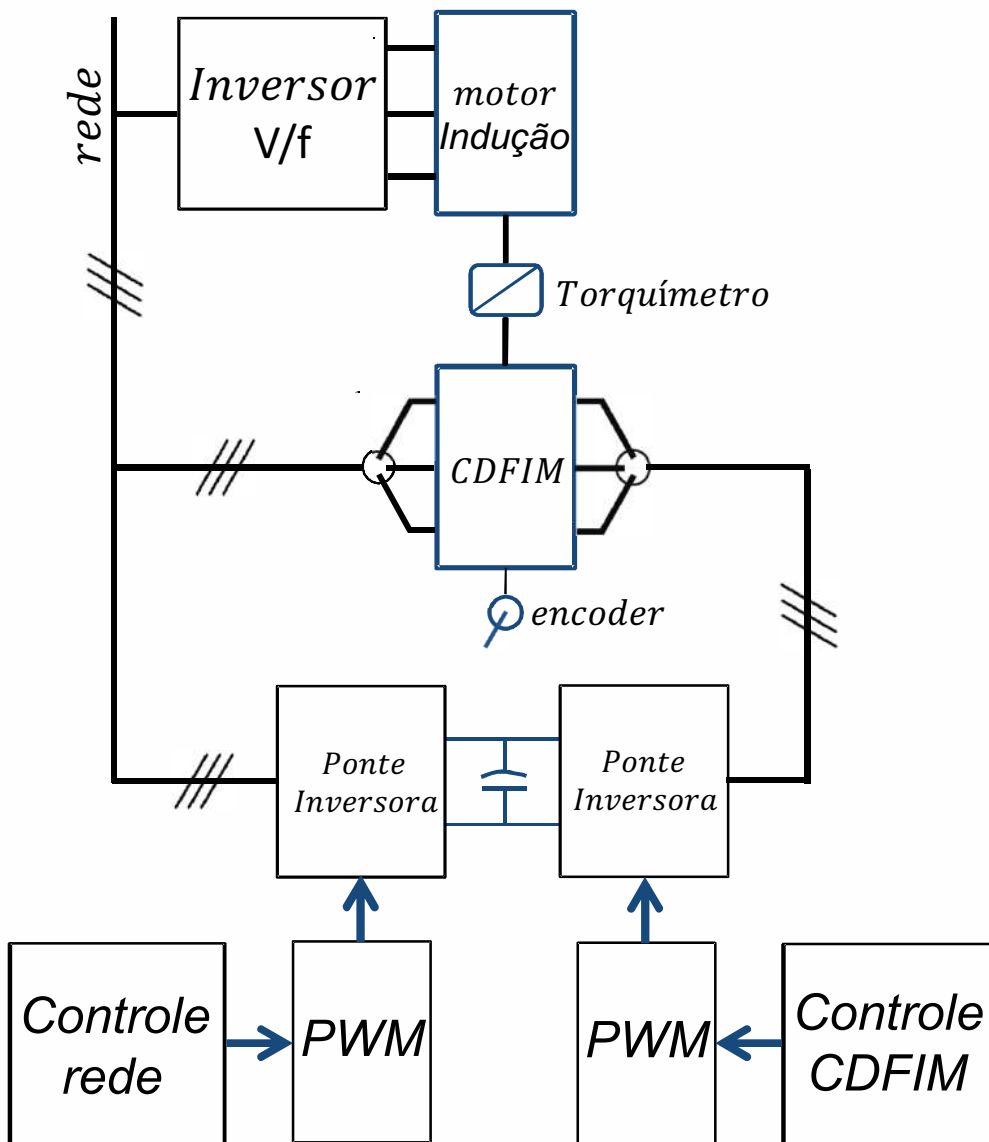 rede
Inversor
V/f
motor
Indução
Torquímetro
CDFIM
encoder
Ponte
Inversora
Ponte
Inversora
Controle
rede
PWM
PWM
Controle
CDFIM